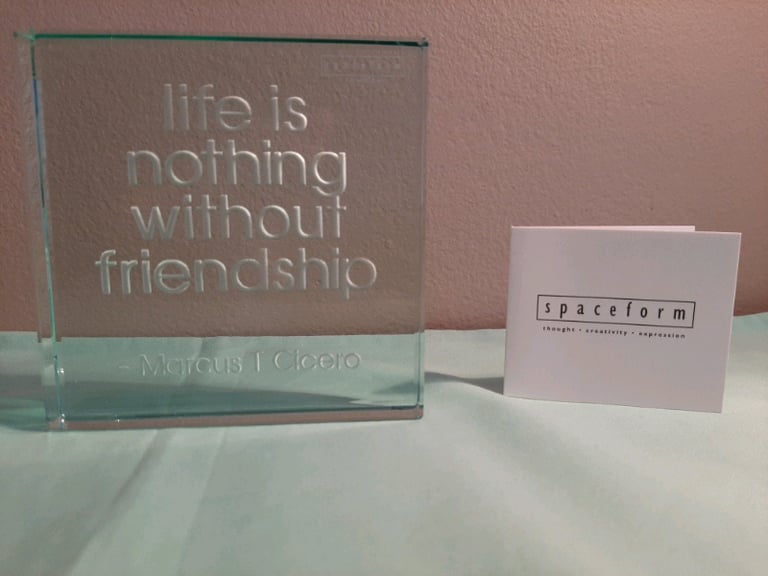 life is
nothing
without
friendship
- Marcus T Cicero
spaceform
thought • creativity • expression